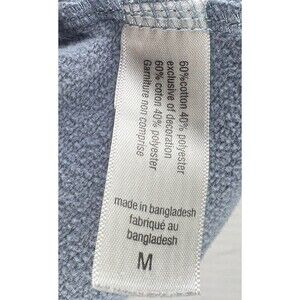 60%cotton 40% polyester
exclusive of decoration
60% coton 40% polyester
Garniture non comprise
made in bangladesh
fabriqué au
bangladesh
M